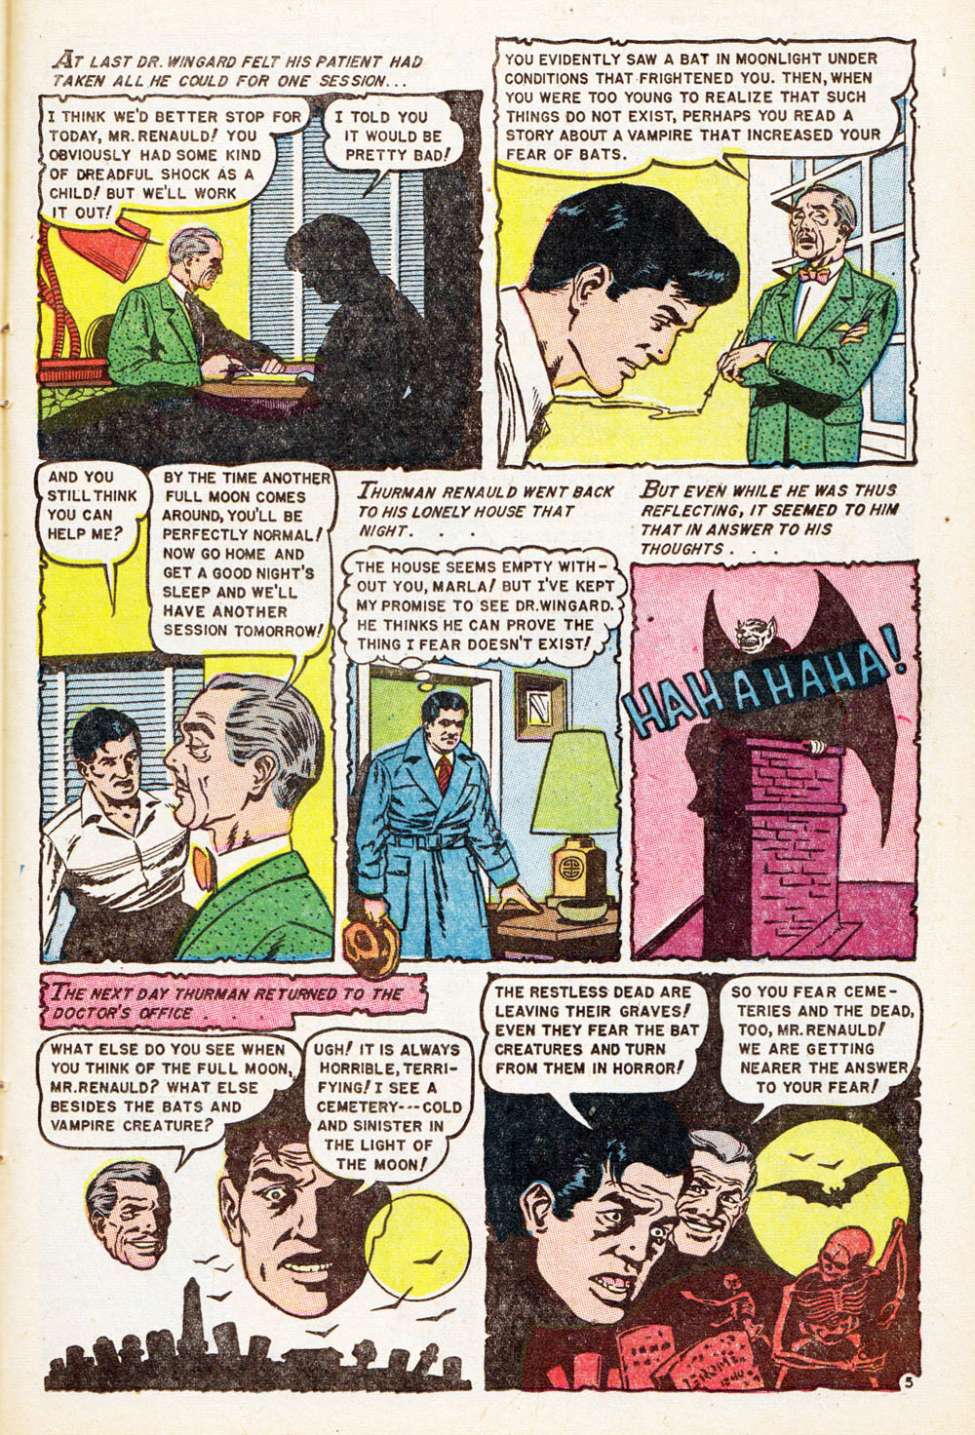 AT LAST DR. WINGARD FELT HIS PATIENT HAD
TAKEN ALL HE COULD FOR ONE SESSION...
I THINK WE'D BETTER STOP FOR
TODAY, MR. RENAULD! YOU
OBVIOUSLY HAD SOME KIND
OF DREADFUL SHOCK AS A
CHILD! BUT WE'LL WORK
IT OUT!
I TOLD YOU
IT WOULD BE
PRETTY BAD!
YOU EVIDENTLY SAW A BAT IN MOONLIGHT UNDER
CONDITIONS THAT FRIGHTENED YOU. THEN, WHEN
YOU WERE TOO YOUNG TO REALIZE THAT SUCH
THINGS DO NOT EXIST, PERHAPS YOU READ A
STORY ABOUT A VAMPIRE THAT INCREASED YOUR
FEAR OF BATS.
AND YOU
STILL THINK
YOU CAN
HELP ME?
BY THE TIME ANOTHER
FULL MOON COMES
AROUND, YOU'LL BE
PERFECTLY NORMAL!
NOW GO HOME AND
GET A GOOD NIGHT'S
SLEEP AND WE'LL
HAVE ANOTHER
SESSION TOMORROW!
THURMAN RENAULD WENT BACK
TO HIS LONELY HOUSE THAT
NIGHT. . . .
THE HOUSE SEEMS EMPTY WITH-
OUT YOU, MARLA! BUT I'VE KEPT
MY PROMISE TO SEE DR. WINGARD.
HE THINKS HE CAN PROVE THE
THING I FEAR DOESN'T EXIST!
BUT EVEN WHILE HE WAS THUS
REFLECTING, IT SEEMED TO HIM
THAT IN ANSWER TO HIS
THOUGHTS . . .
HAHAHAHAHA!
THE NEXT DAY THURMAN RETURNED TO THE
DOCTOR'S OFFICE . . . .
WHAT ELSE DO YOU SEE WHEN
YOU THINK OF THE FULL MOON,
MR. RENAULD? WHAT ELSE
BESIDES THE BATS AND
VAMPIRE CREATURE?
UGH! IT IS ALWAYS
HORRIBLE, TERRI-
FYING! I SEE A
CEMETERY---COLD
AND SINISTER IN
THE LIGHT OF
THE MOON!
THE RESTLESS DEAD ARE
LEAVING THEIR GRAVES!
EVEN THEY FEAR THE BAT
CREATURES AND TURN
FROM THEM IN HORROR!
SO YOU FEAR CEME-
TERIES AND THE DEAD,
TOO, MR. RENAULD!
WE ARE GETTING
NEARER THE ANSWER
TO YOUR FEAR!
5